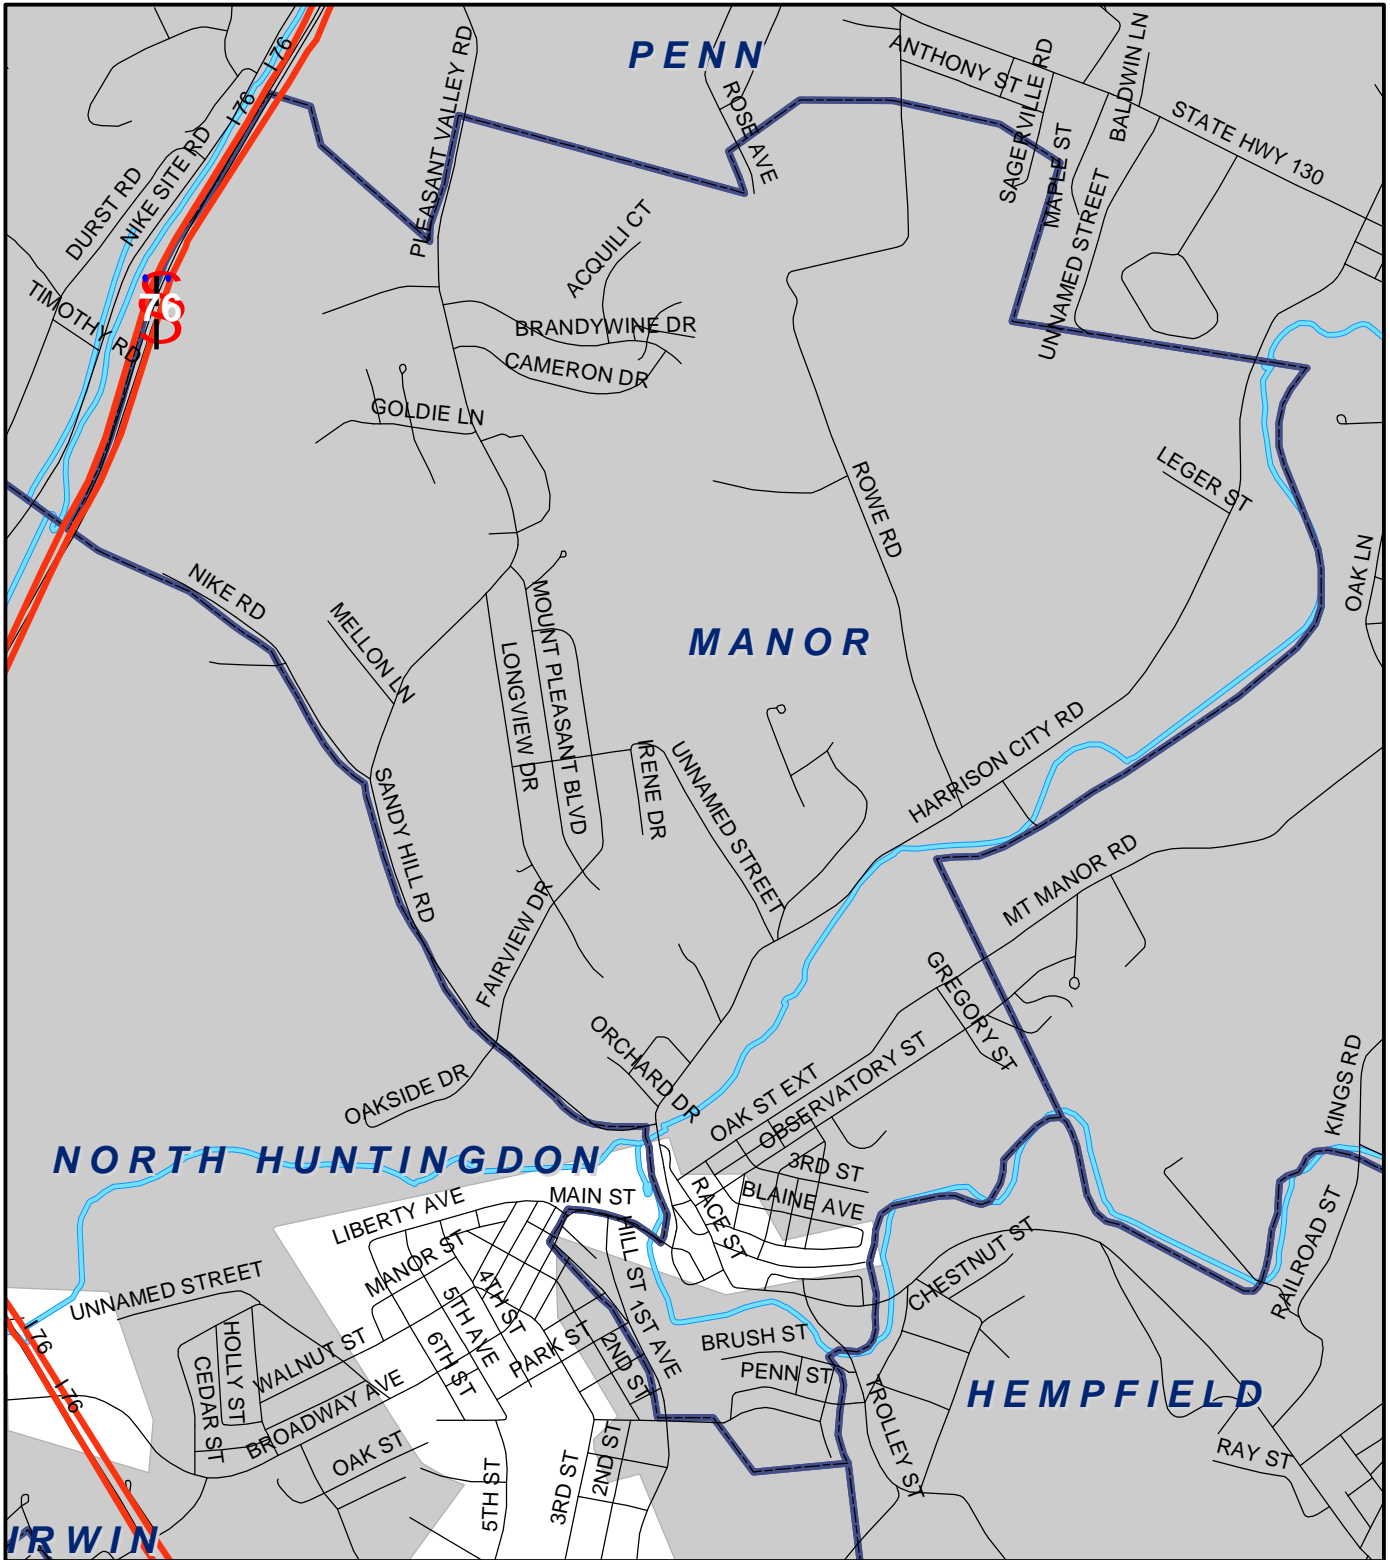 PENN
I 76
PLEASANT VALLEY RD
ANTHONY ST
SAGERVILLE RD
BALDWIN LN
I 76
ROSE AVE
STATE HWY 130
NIKE SITE RD
DURST RD
MAPLE ST
UNNAMED STREET
ACQUILI CT
TIMOTHY RD
76
BRANDYWINE DR
CAMERON DR
GOLDIE LN
LEGER ST
ROWE RD
OAK LN
NIKE RD
MELLON LN
MOUNT PLEASANT BLVD
LONGVIEW DR
MANOR
IRENE DR
UNNAMED STREET
HARRISON CITY RD
SANDY HILL RD
FAIRVIEW DR
MT MANOR RD
GREGORY ST
ORCHARD DR
OAK ST EXT
OBSERVATORY ST
OAKSIDE DR
KINGS RD
NORTH HUNTINGDON
3RD ST
BLAINE AVE
RACE ST
MAIN ST
LIBERTY AVE
MANOR ST
HILL ST
CHESTNUT ST
RAILROAD ST
UNNAMED STREET
4TH ST
5TH AVE
6TH ST
1ST AVE
2ND ST
PARK ST
BRUSH ST
PENN ST
I 76
HOLLY ST
CEDAR ST
WALNUT ST
BROADWAY AVE
I 76
TROLLEY ST
HEMPFIELD
OAK ST
RAY ST
5TH ST
3RD ST
2ND ST
IRWIN